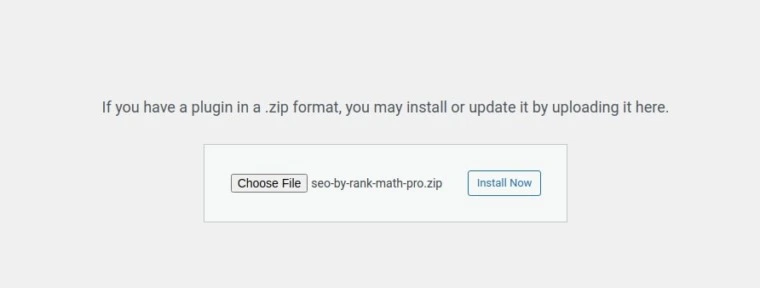 If you have a plugin in a .zip format, you may install or update it by uploading it here.
Choose File seo-by-rank-math-pro.zip Install Now